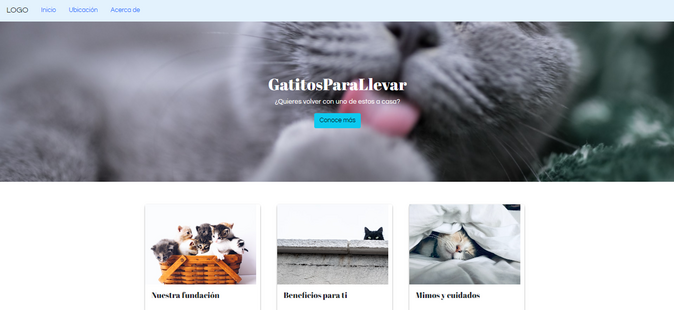 LOGO Inicio Ubicación Acerca de
GatitosParaLlevar
¿Quieres volver con uno de estos a casa?
Conoce más
Nuestra fundación Beneficios para ti Mimos y cuidados